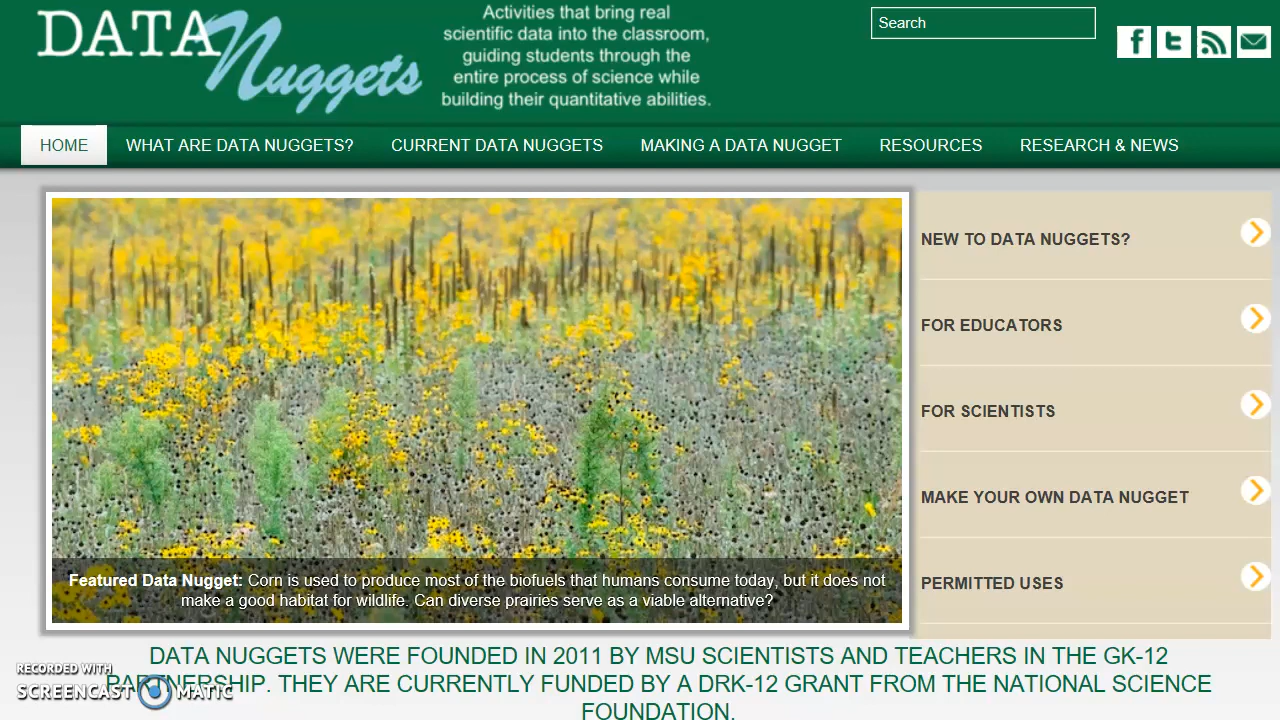 DATA Nuggets
Activities that bring real
scientific data into the classroom,
guiding students through the
entire process of science while
building their quantitative abilities.
Search
HOME
WHAT ARE DATA NUGGETS?
CURRENT DATA NUGGETS
MAKING A DATA NUGGET
RESOURCES
RESEARCH & NEWS
Featured Data Nugget: Corn is used to produce most of the biofuels that humans consume today, but it does not
make a good habitat for wildlife. Can diverse prairies serve as a viable alternative?
NEW TO DATA NUGGETS?
FOR EDUCATORS
FOR SCIENTISTS
MAKE YOUR OWN DATA NUGGET
PERMITTED USES
DATA NUGGETS WERE FOUNDED IN 2011 BY MSU SCIENTISTS AND TEACHERS IN THE GK-12
PARTNERSHIP. THEY ARE CURRENTLY FUNDED BY A DRK-12 GRANT FROM THE NATIONAL SCIENCE
FOUNDATION.
RECORDED WITH
SCREENCAST MATIC